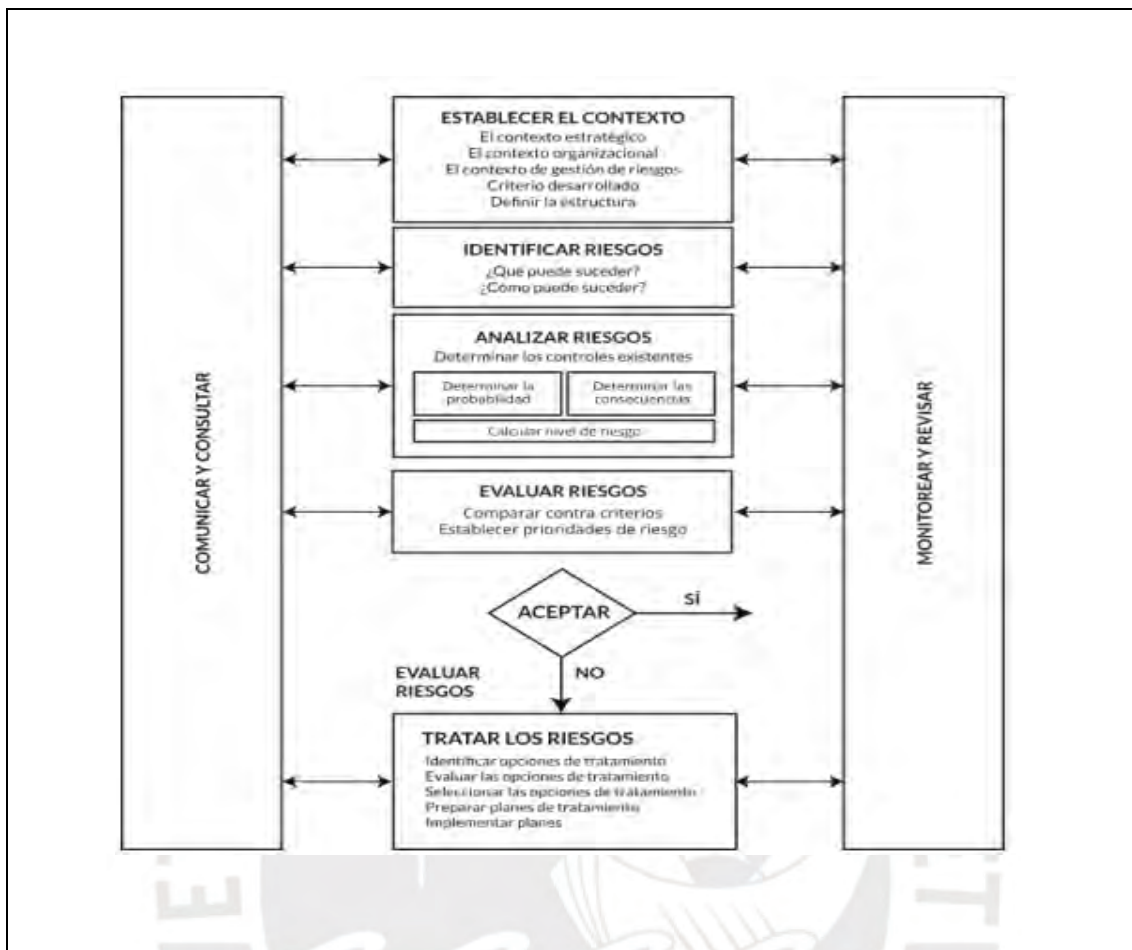 COMUNICAR Y CONSULTAR
ESTABLECER EL CONTEXTO
El contexto estratégico
El contexto organizacional
El contexto de gestión de riesgos
Criterio desarrollado
Definir la estructura
IDENTIFICAR RIESGOS
¿Qué puede suceder?
¿Cómo puede suceder?
ANALIZAR RIESGOS
Determinar los controles existentes
Determinar la
probabilidad
Determinar las
consecuencias
Calcular nivel de riesgo
EVALUAR RIESGOS
Comparar contra criterios
Establecer prioridades de riesgo
ACEPTAR
SÍ
NO
EVALUAR
RIESGOS
TRATAR LOS RIESGOS
Identificar opciones de tratamiento
Evaluar las opciones de tratamiento
Seleccionar las opciones de tratamiento
Preparar planes de tratamiento
Implementar planes
MONITOREAR Y REVISAR